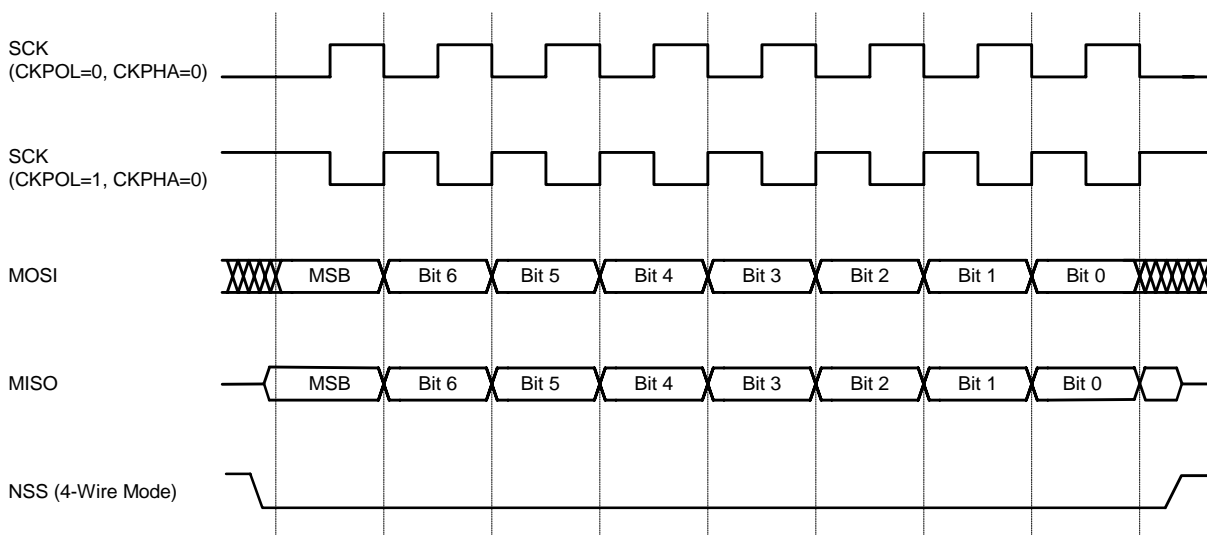 SCK
(CKPOL=0, CKPHA=0)
SCK
(CKPOL=1, CKPHA=0)
MOSI MSB Bit 6 Bit 5 Bit 4 Bit 3 Bit 2 Bit 1 Bit 0
MISO MSB Bit 6 Bit 5 Bit 4 Bit 3 Bit 2 Bit 1 Bit 0
NSS (4-Wire Mode)